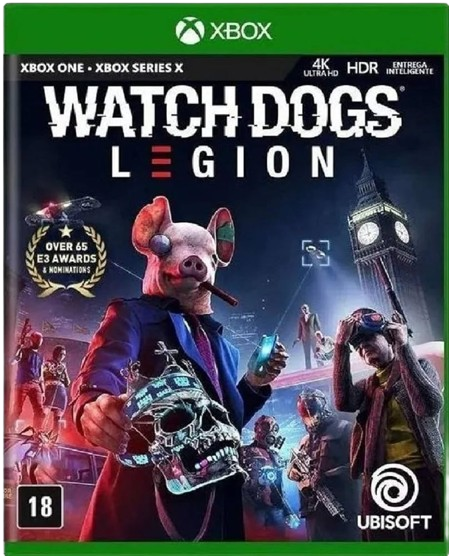 XBOX
XBOX ONE • XBOX SERIES X
4K
ULTRA HD
HDR
ENTREGA
INTELIGENTE
WATCH DOGS®
LEGION
OVER 65
E3 AWARDS
& NOMINATIONS
18
UBISOFT